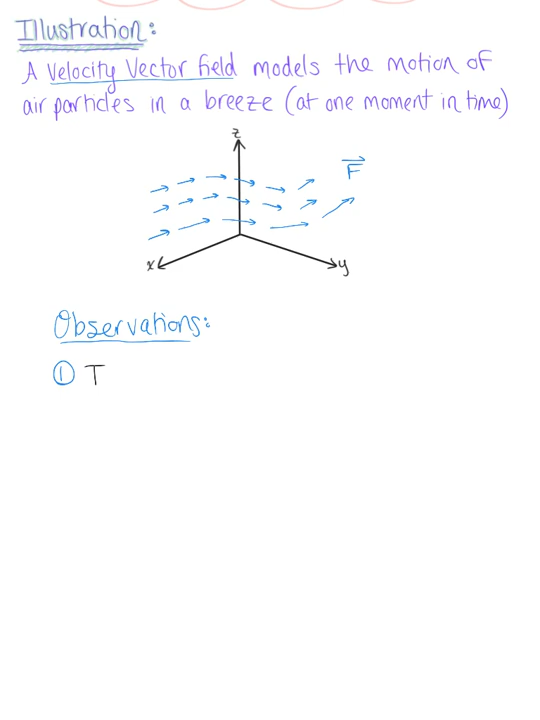 Illustration:
A Velocity Vector field models the motion of
air particles in a breeze (at one moment in time)
z
F
x
y
Observations:
① T